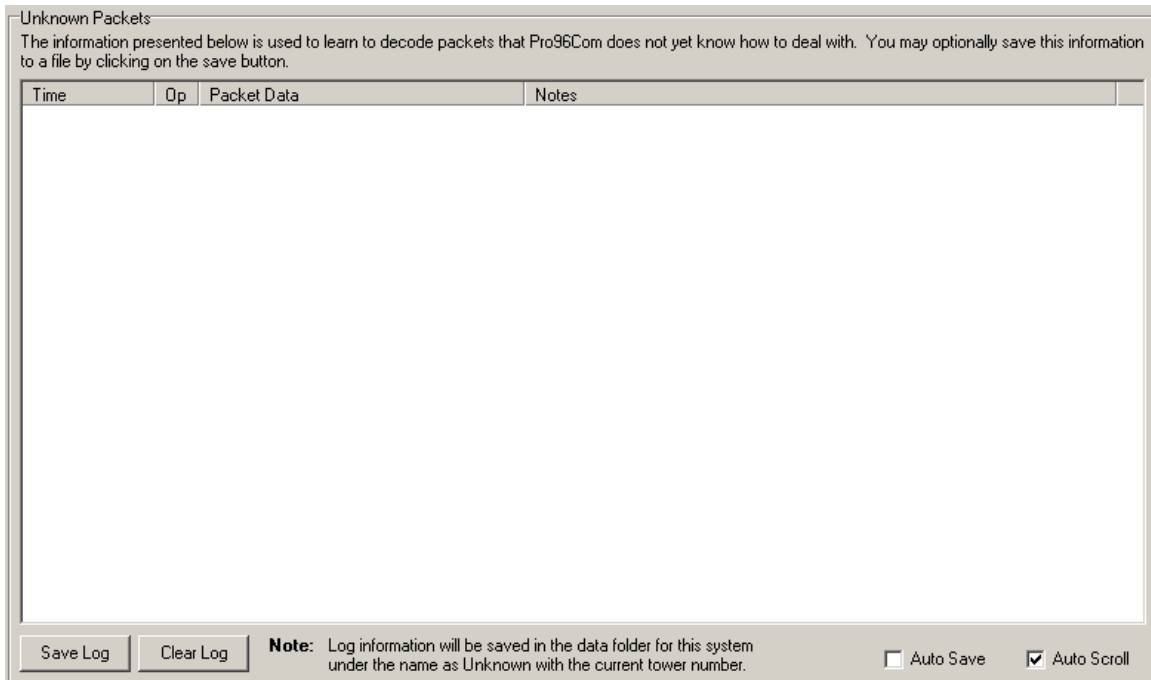 Unknown Packets
The information presented below is used to learn to decode packets that Pro96Com does not yet know how to deal with. You may optionally save this information
to a file by clicking on the save button.
Time Op Packet Data Notes
Save Log Clear Log Note: Log information will be saved in the data folder for this system
under the name as Unknown with the current tower number.
Auto Save Auto Scroll